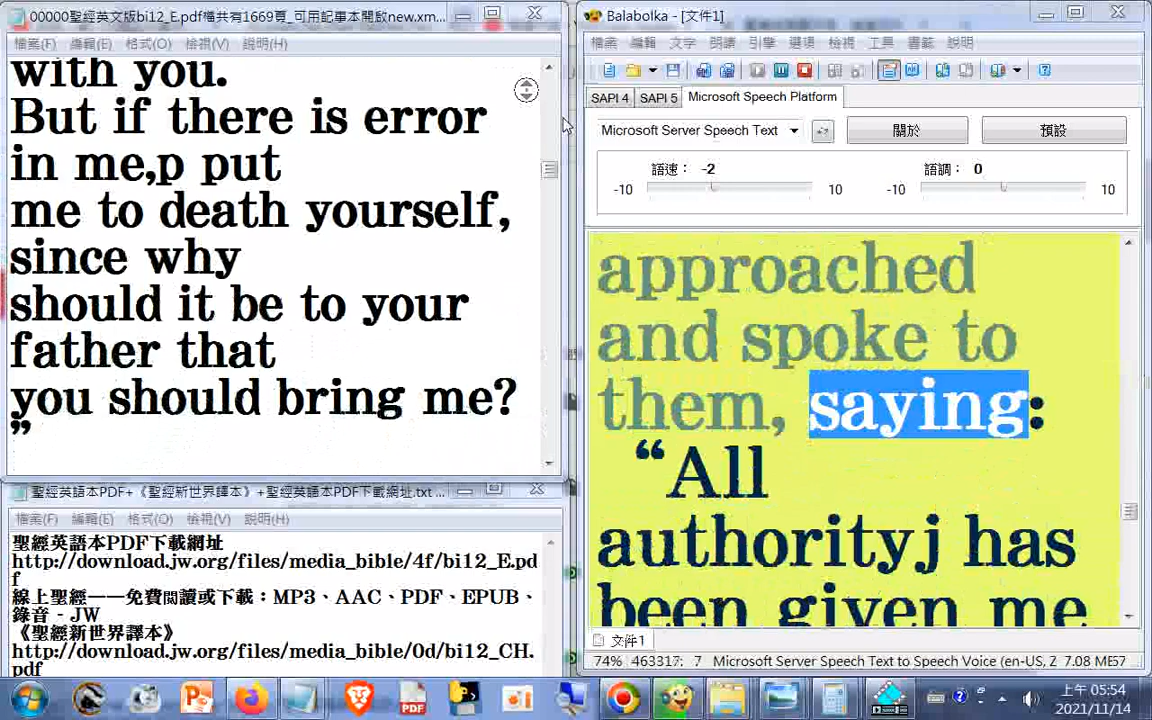 00000聖經英文版bi12_E.pdf檔共有1669頁_可用記事本開啟new.xm...
檔案(F) 編輯(E) 格式(O) 檢視(V) 說明(H)
with you.
But if there is error
in me,p put
me to death yourself,
since why
should it be to your
father that
you should bring me?
”
聖經英語本PDF+《聖經新世界譯本》+聖經英語本PDF下載網址.txt ...
檔案(F) 編輯(E) 格式(O) 檢視(V) 說明(H)
聖經英語本PDF下載網址
http://download.jw.org/files/media_bible/4f/bi12_E.pd
f
線上聖經——免費閱讀或下載：MP3、AAC、PDF、EPUB、
錄音 - JW
《聖經新世界譯本》
http://download.jw.org/files/media_bible/0d/bi12_CH.
pdf
Balabolka - [文件1]
檔案 編輯 文字 朗讀 引擎 選項 檢視 工具 書籤 說明
SAPI 4 SAPI 5 Microsoft Speech Platform
Microsoft Server Speech Text 關於 預設
語速： -2 語調： 0
-10 10 -10 10
approached
and spoke to
them, saying:
“All
authorityj has
been given me
文件1
74% 463317: 7 Microsoft Server Speech Text to Speech Voice (en-US, 2 7.08 ME57
上午 05:54
2021/11/14